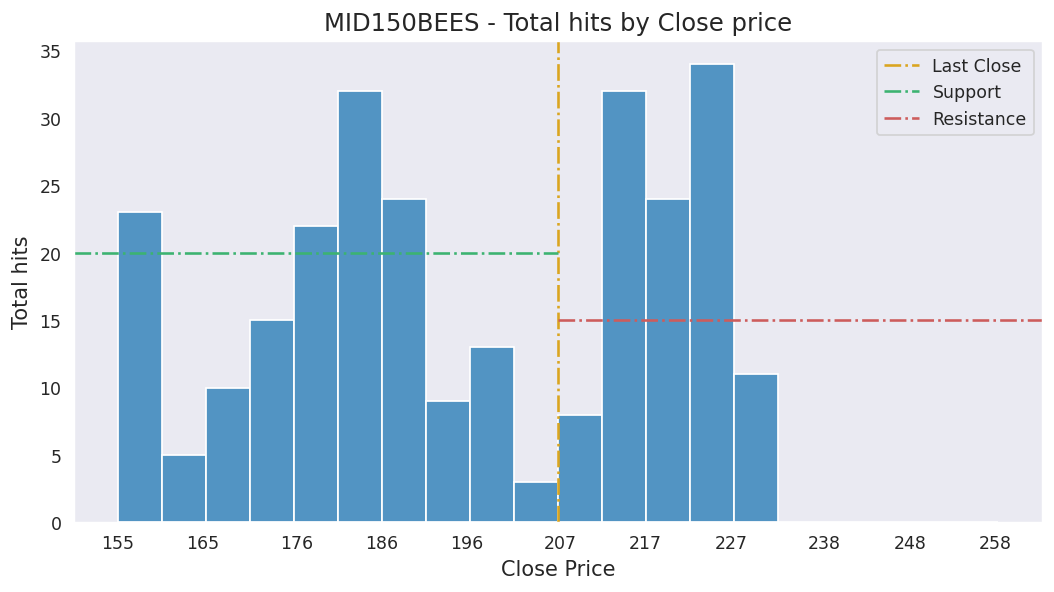 MID150BEES - Total hits by Close price
Last Close
Support
Resistance
Total hits
35
30
25
20
15
10
5
0
155 165 176 186 196 207 217 227 238 248 258
Close Price